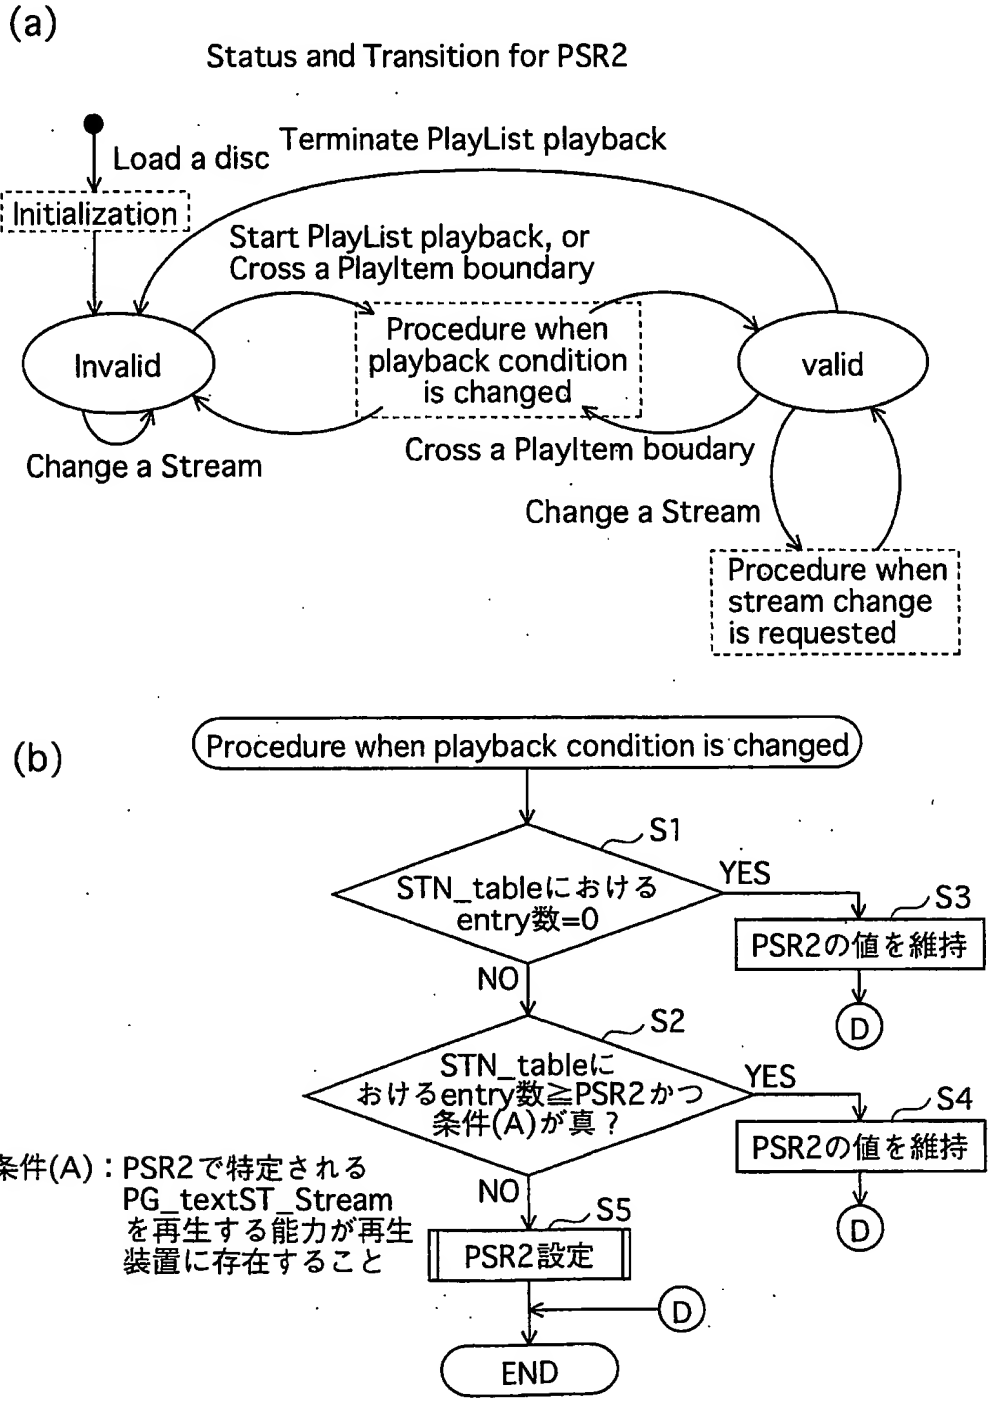 (a)
Status and Transition for PSR2
Load a disc
Terminate PlayList playback
Initialization
Start PlayList playback, or
Cross a PlayItem boundary
Invalid
Procedure when
playback condition
is changed
valid
Change a Stream
Cross a PlayItem boudary
Change a Stream
Procedure when
stream change
is requested
(b)
Procedure when playback condition is changed
S1
STN_tableにおける
entry数=0
YES
S3
PSR2の値を維持
D
NO
S2
STN_tableに
おけるentry数≧PSR2かつ
条件(A)が真？
YES
S4
PSR2の値を維持
D
条件(A)：PSR2で特定される
PG_textST_Stream
を再生する能力が再生
装置に存在すること
NO
S5
PSR2設定
D
END